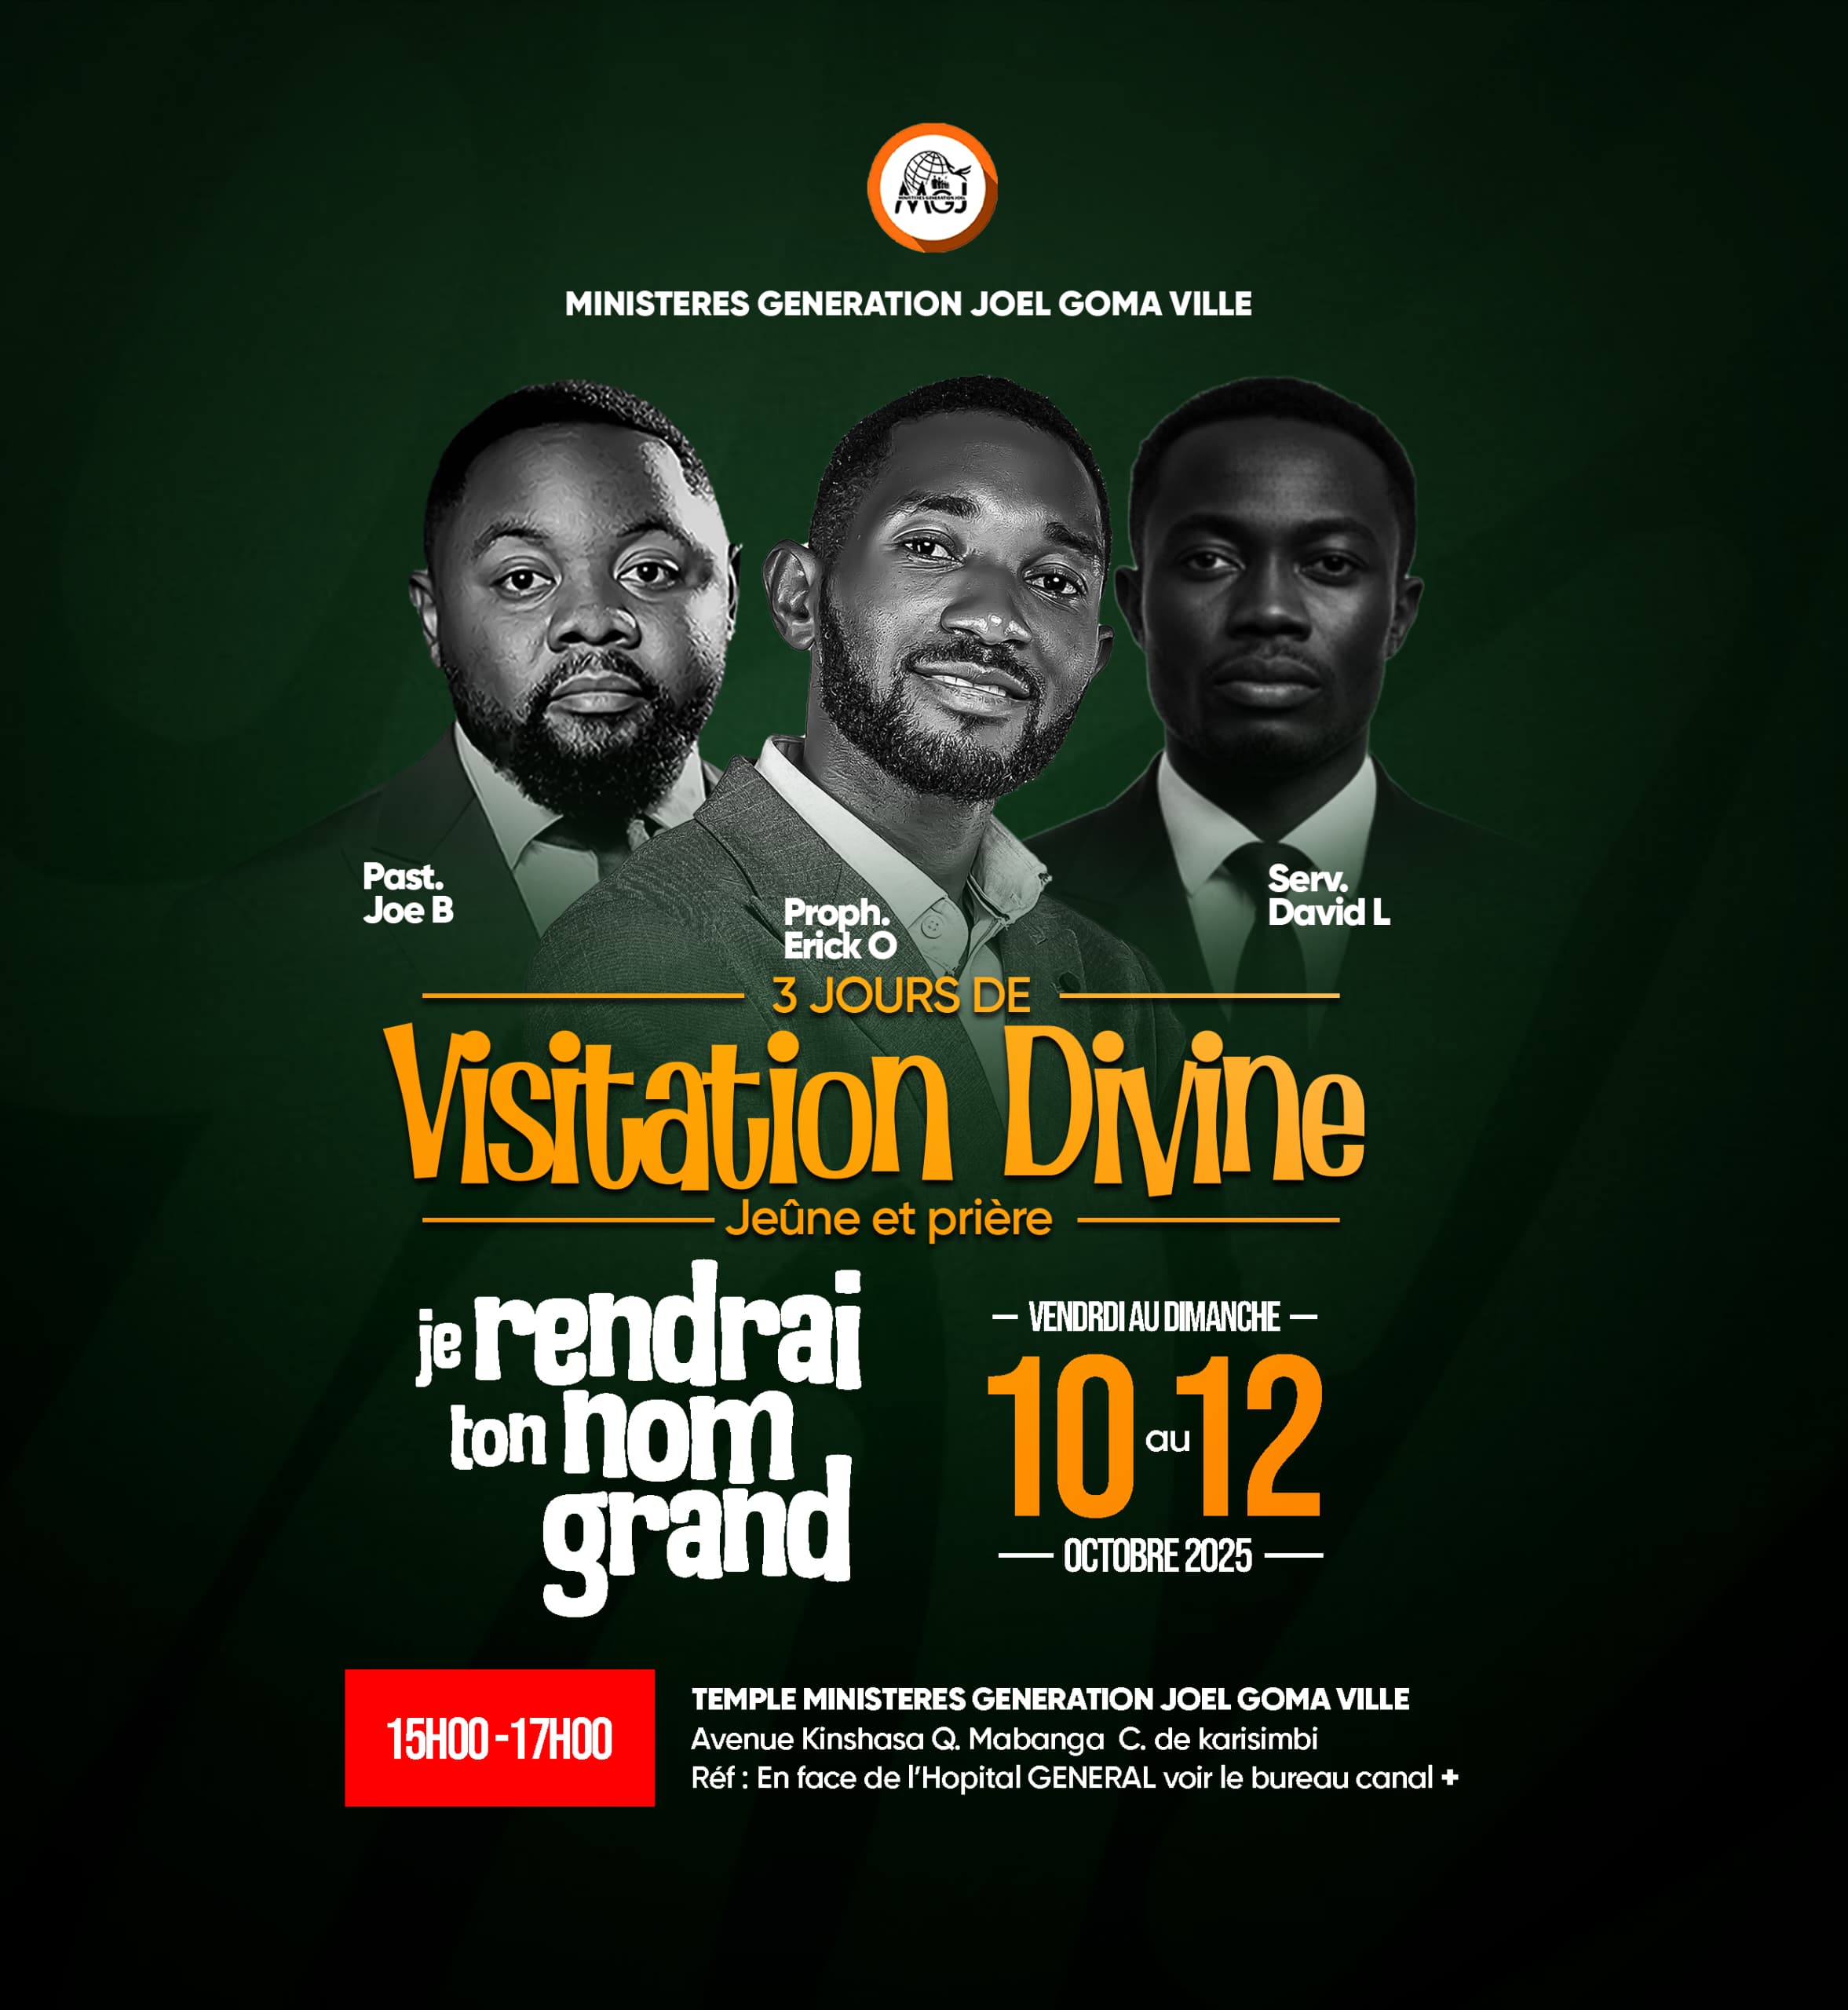 MGJ
MINISTERES GENERATION JOEL GOMA VILLE
Past.
Joe B
Proph.
Erick O
Serv.
David L
3 JOURS DE
Visitation Divine
Jeûne et prière
je rendrai
ton nom
grand
VENDRDI AU DIMANCHE
10 au 12
OCTOBRE 2025
15H00 - 17H00
TEMPLE MINISTERES GENERATION JOEL GOMA VILLE
Avenue Kinshasa Q. Mabanga C. de karisimbi
Réf : En face de l'Hopital GENERAL voir le bureau canal +